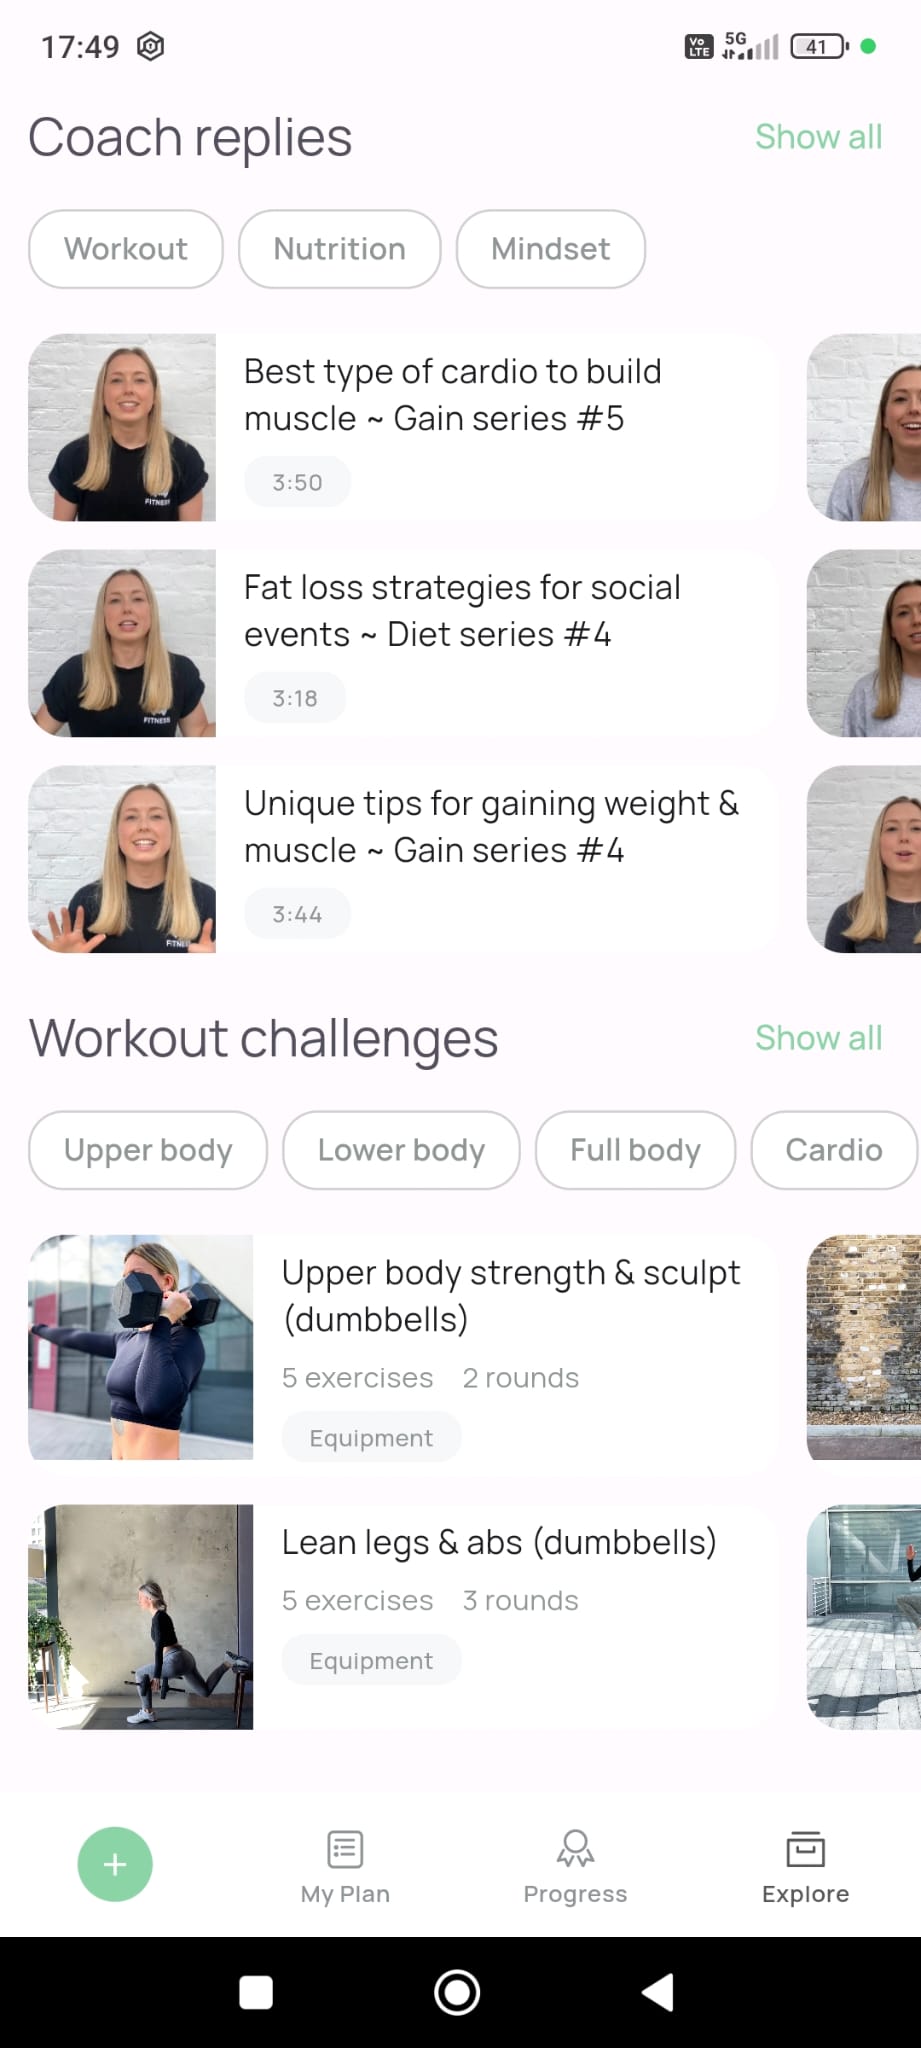 17:49
Vo LTE
5G
41
Coach replies
Show all
Workout
Nutrition
Mindset
Best type of cardio to build
muscle ~ Gain series #5
3:50
FITNESS
Fat loss strategies for social
events ~ Diet series #4
3:18
FITNESS
Unique tips for gaining weight &
muscle ~ Gain series #4
3:44
Workout challenges
Show all
Upper body
Lower body
Full body
Cardio
Upper body strength & sculpt
(dumbbells)
5 exercises 2 rounds
Equipment
Lean legs & abs (dumbbells)
5 exercises 3 rounds
Equipment
My Plan
Progress
Explore